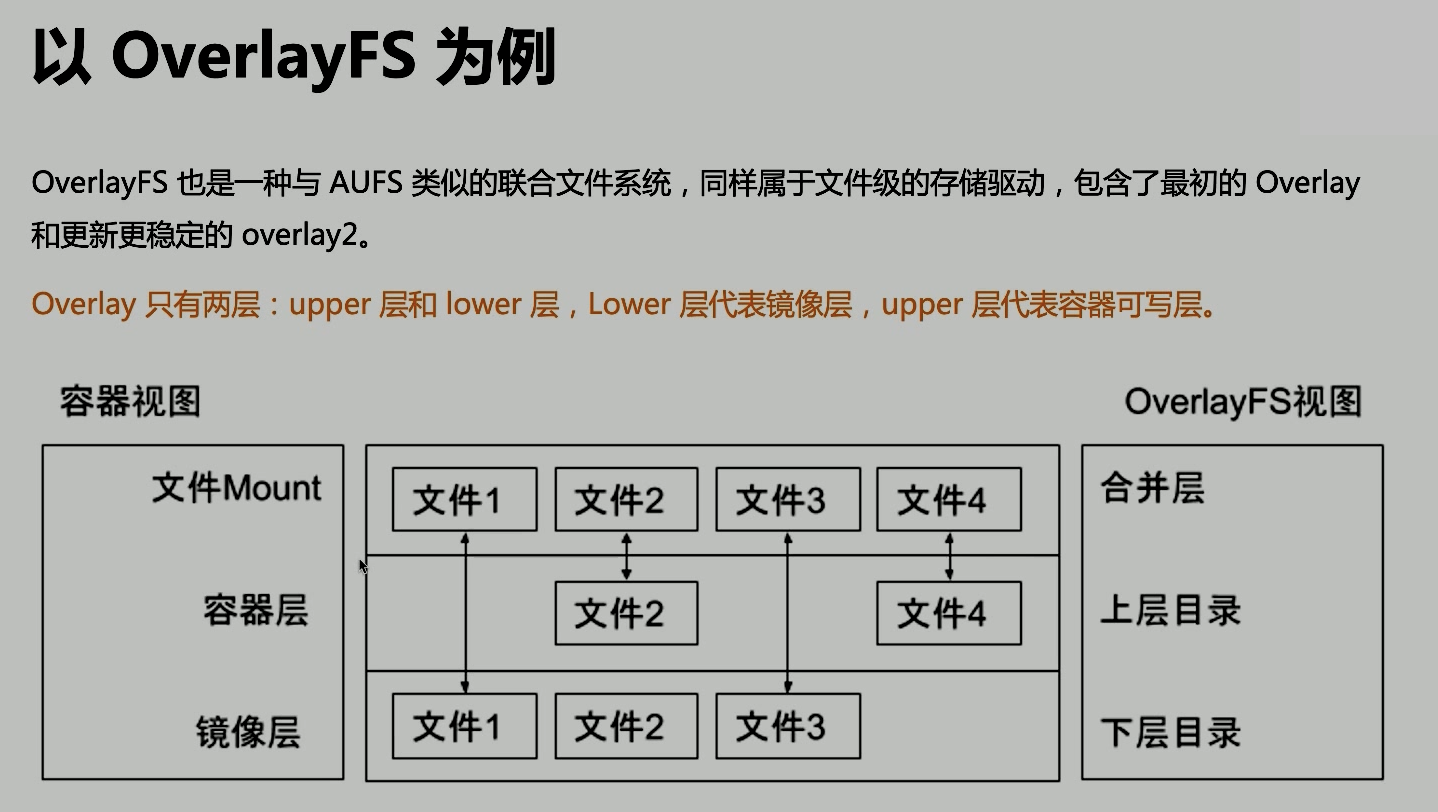 以 OverlayFS 为例
OverlayFS 也是一种与 AUFS 类似的联合文件系统，同样属于文件级的存储驱动，包含了最初的 Overlay
和更新更稳定的 overlay2。
Overlay 只有两层：upper 层和 lower 层，Lower 层代表镜像层，upper 层代表容器可写层。
容器视图
OverlayFS视图
文件Mount
文件1
文件2
文件3
文件4
合并层
容器层
文件2
文件4
上层目录
镜像层
文件1
文件2
文件3
下层目录